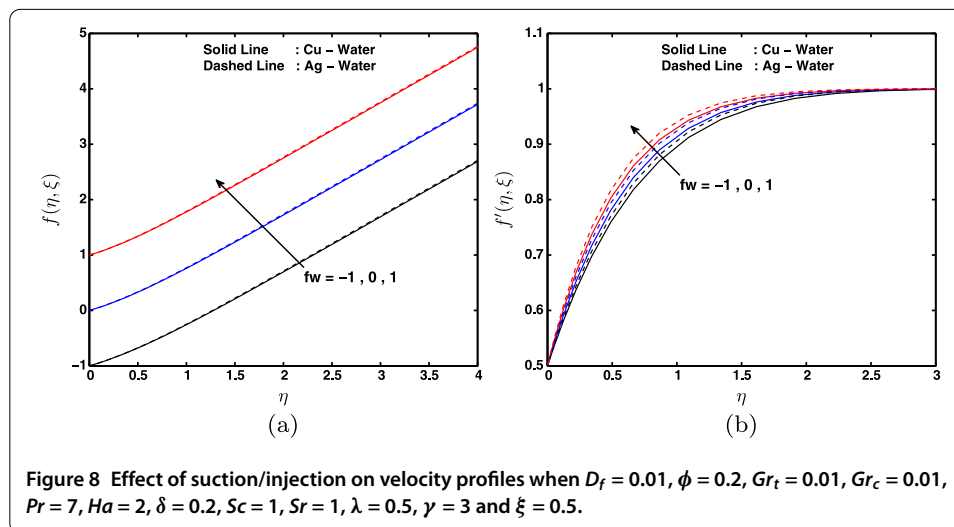 Solid Line : Cu – Water
Dashed Line : Ag – Water
5
4
3
2
1
0
−1
f(η, ξ)
fw = −1 , 0 , 1
0 0.5 1 1.5 2 2.5 3 3.5 4
η
(a)
Solid Line : Cu – Water
Dashed Line : Ag – Water
1.1
1
0.9
0.8
0.7
0.6
0.5
f′(η, ξ)
fw = −1 , 0 , 1
0 0.5 1 1.5 2 2.5 3
η
(b)
Figure 8 Effect of suction/injection on velocity profiles when D_f = 0.01, ϕ = 0.2, Gr_t = 0.01, Gr_c = 0.01,
Pr = 7, Ha = 2, δ = 0.2, Sc = 1, Sr = 1, λ = 0.5, γ = 3 and ξ = 0.5.